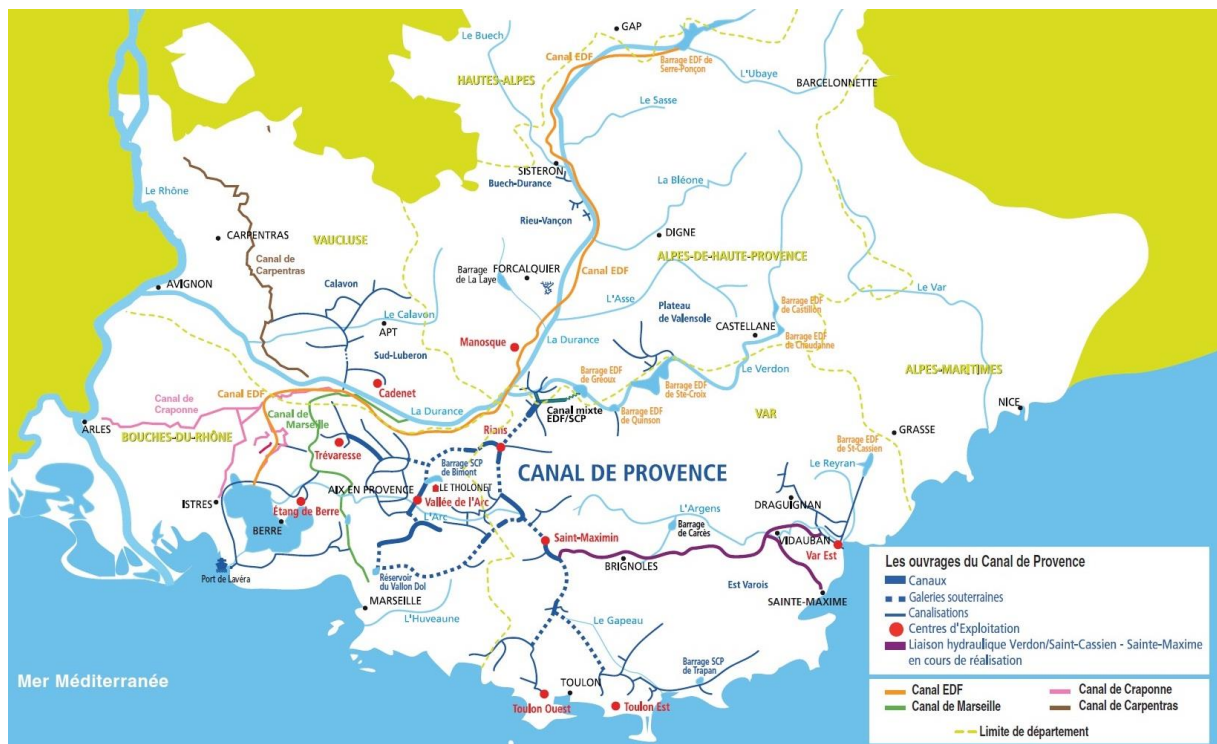 GAP
Le Buech
Canal EDF
Barrage EDF de
Serre-Ponçon
L'Ubaye
BARCELONNETTE
HAUTES-ALPES
Le Sasse
SISTERON
Buech-Durance
La Bléone
Le Rhône
Rieu-Vançon
CARPENTRAS
VAUCLUSE
DIGNE
Canal de
Carpentras
ALPES-DE-HAUTE-PROVENCE
Barrage
de La Laye
FORCALQUIER
Canal EDF
AVIGNON
Calavon
Le Var
L'Asse
Plateau
de Valensole
Barrage EDF
de Castillon
Le Calavon
APT
CASTELLANE
Barrage EDF
de Chaudanne
Manosque
La Durance
Sud-Luberon
Le Verdon
ALPES-MARITIMES
Barrage EDF
de Gréoux
Barrage EDF
de Ste-Croix
Cadenet
Canal EDF
Canal de
Craponne
La Durance
Canal mixte
EDF/SCP
Barrage EDF
de Quinson
VAR
NICE
Canal de
Marseille
ARLES
BOUCHES-DU-RHÔNE
Rians
GRASSE
Trévaresse
Barrage EDF
de St-Cassien
Barrage SCP
de Bimont
CANAL DE PROVENCE
Le Reyran
AIX EN PROVENCE
LE THOLONET
Vallée de l'Arc
ISTRES
Étang de Berre
DRAGUIGNAN
L'Arc
L'Argens
BERRE
Barrage
de Carcès
Saint-Maximin
VIDAUBAN
Var Est
BRIGNOLES
Port de Lavéra
Réservoir
du Vallon Dol
Est Varois
SAINTE-MAXIME
MARSEILLE
L'Huveaune
Le Gapeau
Barrage SCP
de Trapan
Mer Méditerranée
TOULON
Toulon Ouest
Toulon Est
Les ouvrages du Canal de Provence
Canaux
Galeries souterraines
Canalisations
Centres d'Exploitation
Liaison hydraulique Verdon/Saint-Cassien - Sainte-Maxime
en cours de réalisation
Canal EDF
Canal de Craponne
Canal de Marseille
Canal de Carpentras
Limite de département